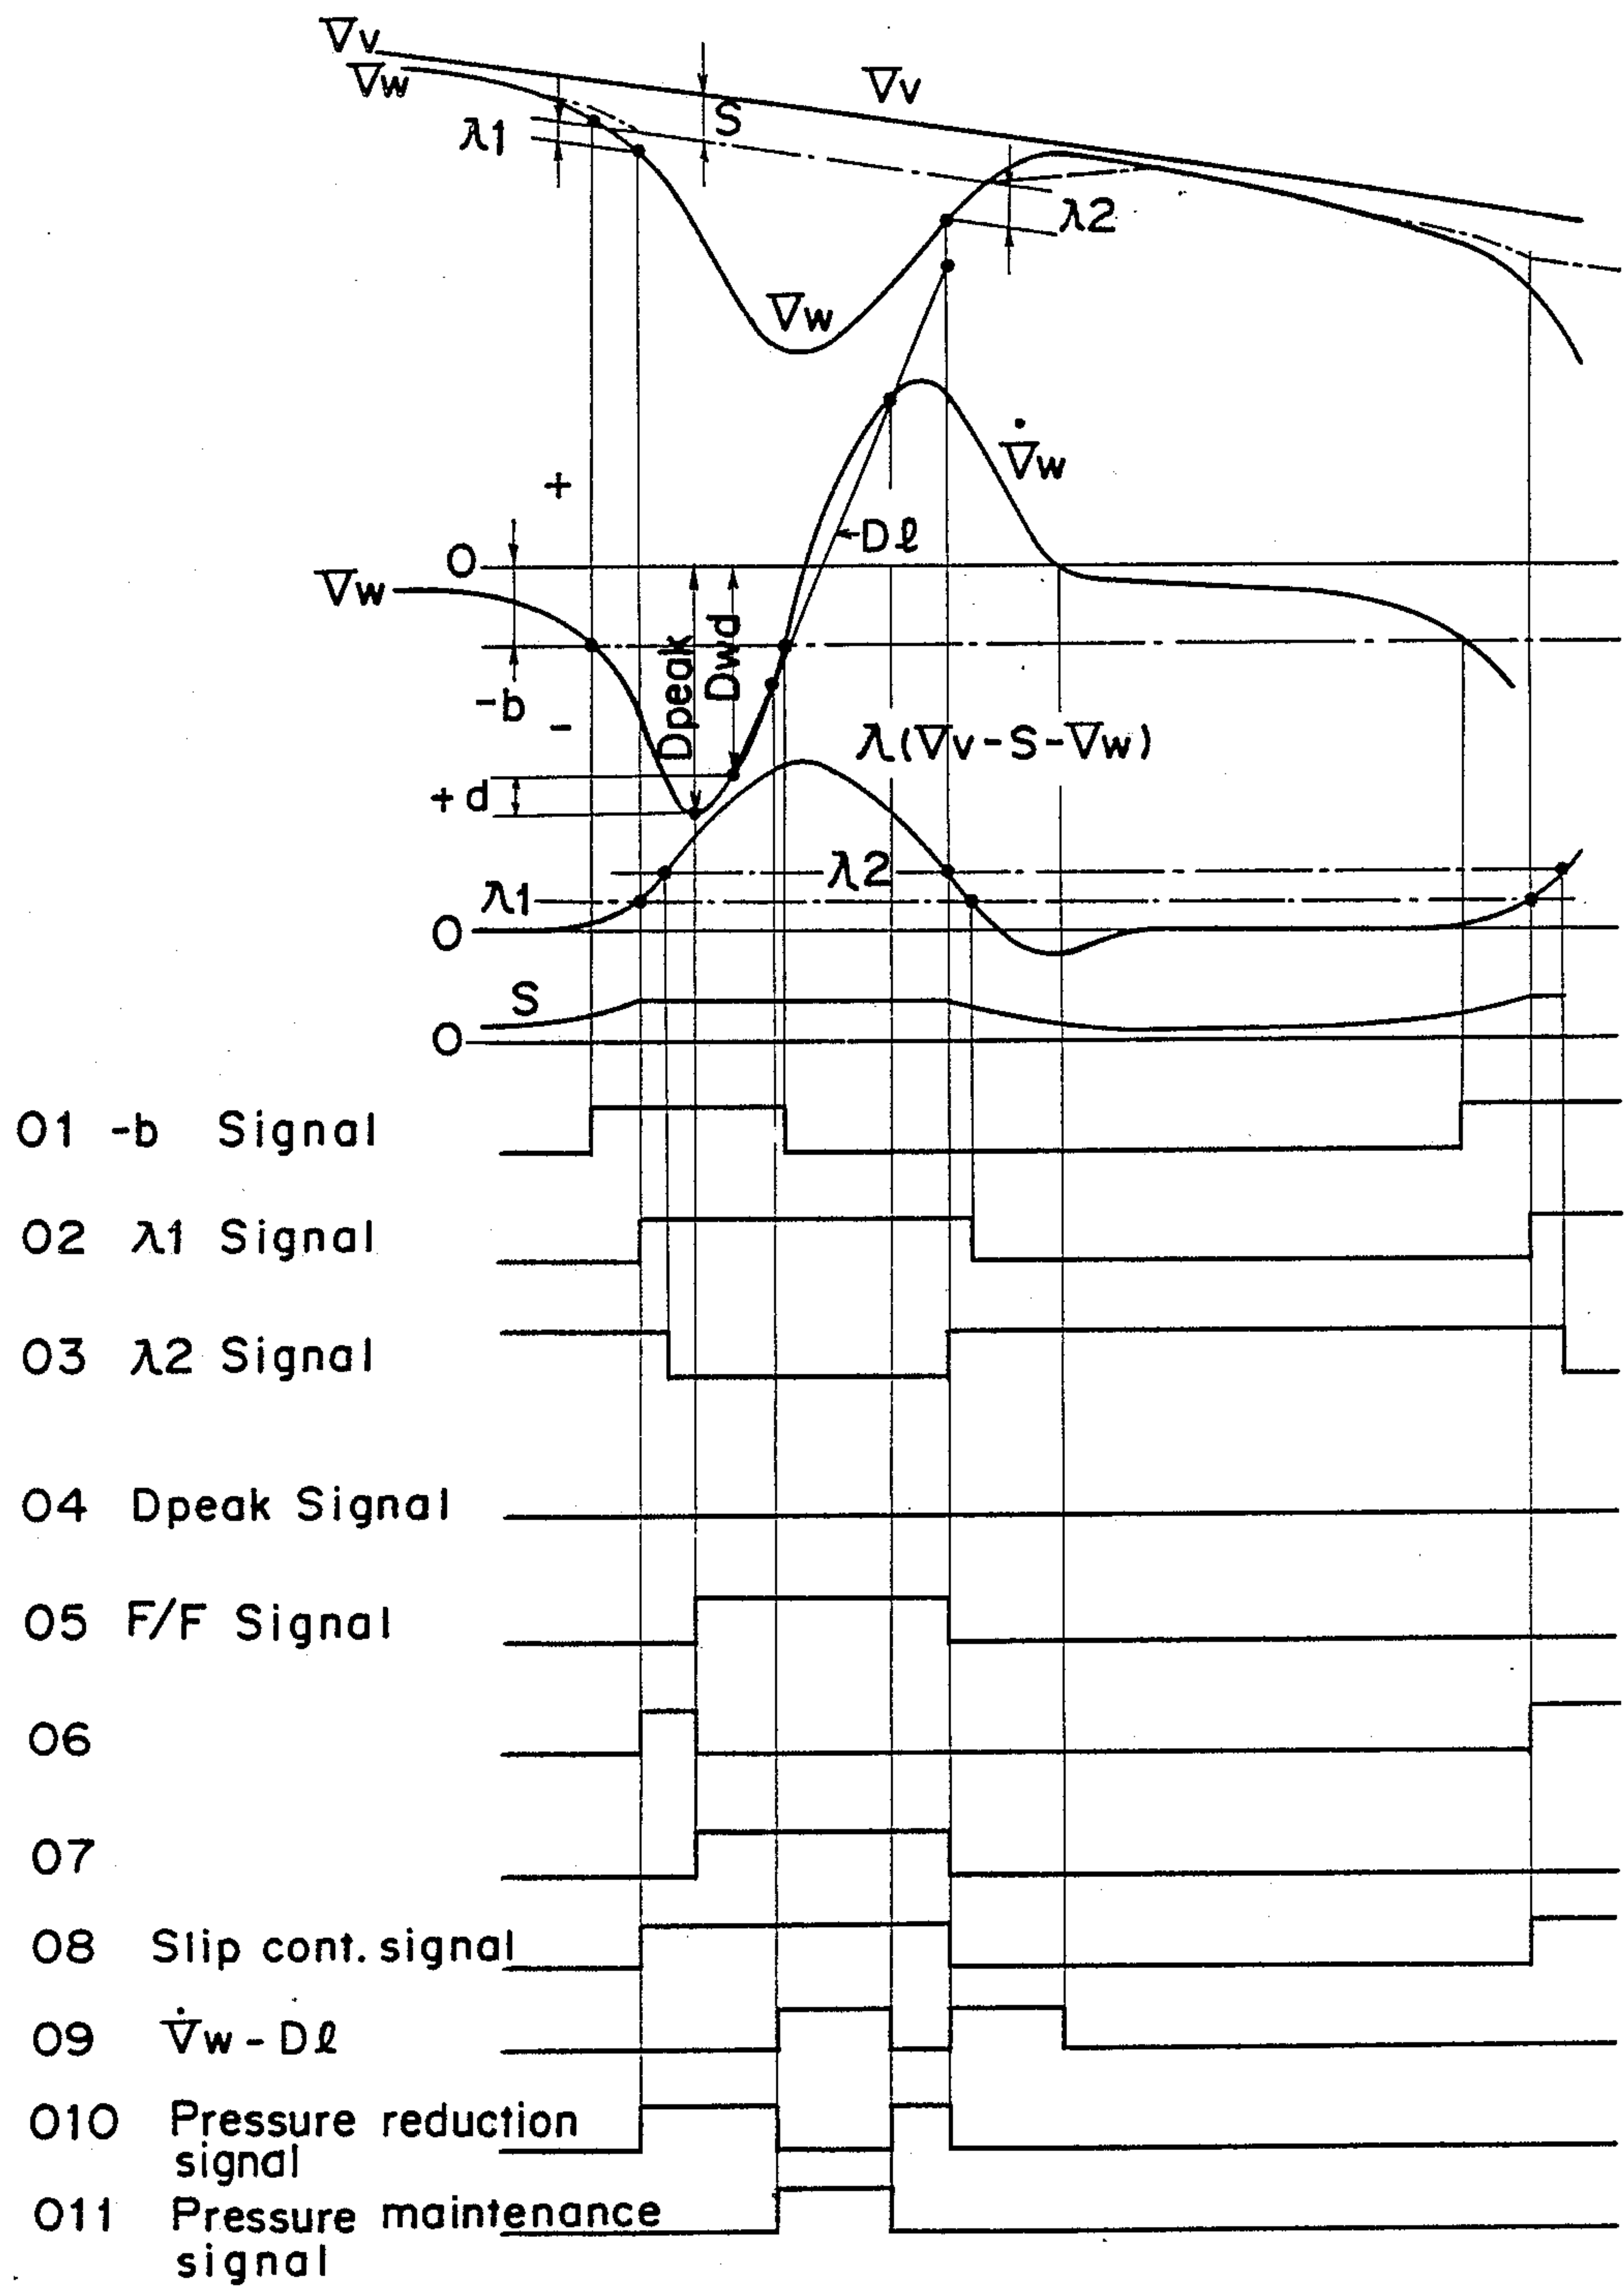 ∇v
∇w
∇v
S
λ1
λ2
∇w
∇̇w
+
Dℓ
O
∇w
Dpeak
Dwd
-b
-
λ(∇v-S-∇w)
+d
λ2
λ1
O
S
O
O1 -b Signal
O2 λ1 Signal
O3 λ2 Signal
O4 Dpeak Signal
O5 F/F Signal
O6
O7
O8 Slip cont. signal
O9 ∇̇w - Dℓ
O10 Pressure reduction
signal
O11 Pressure maintenance
signal